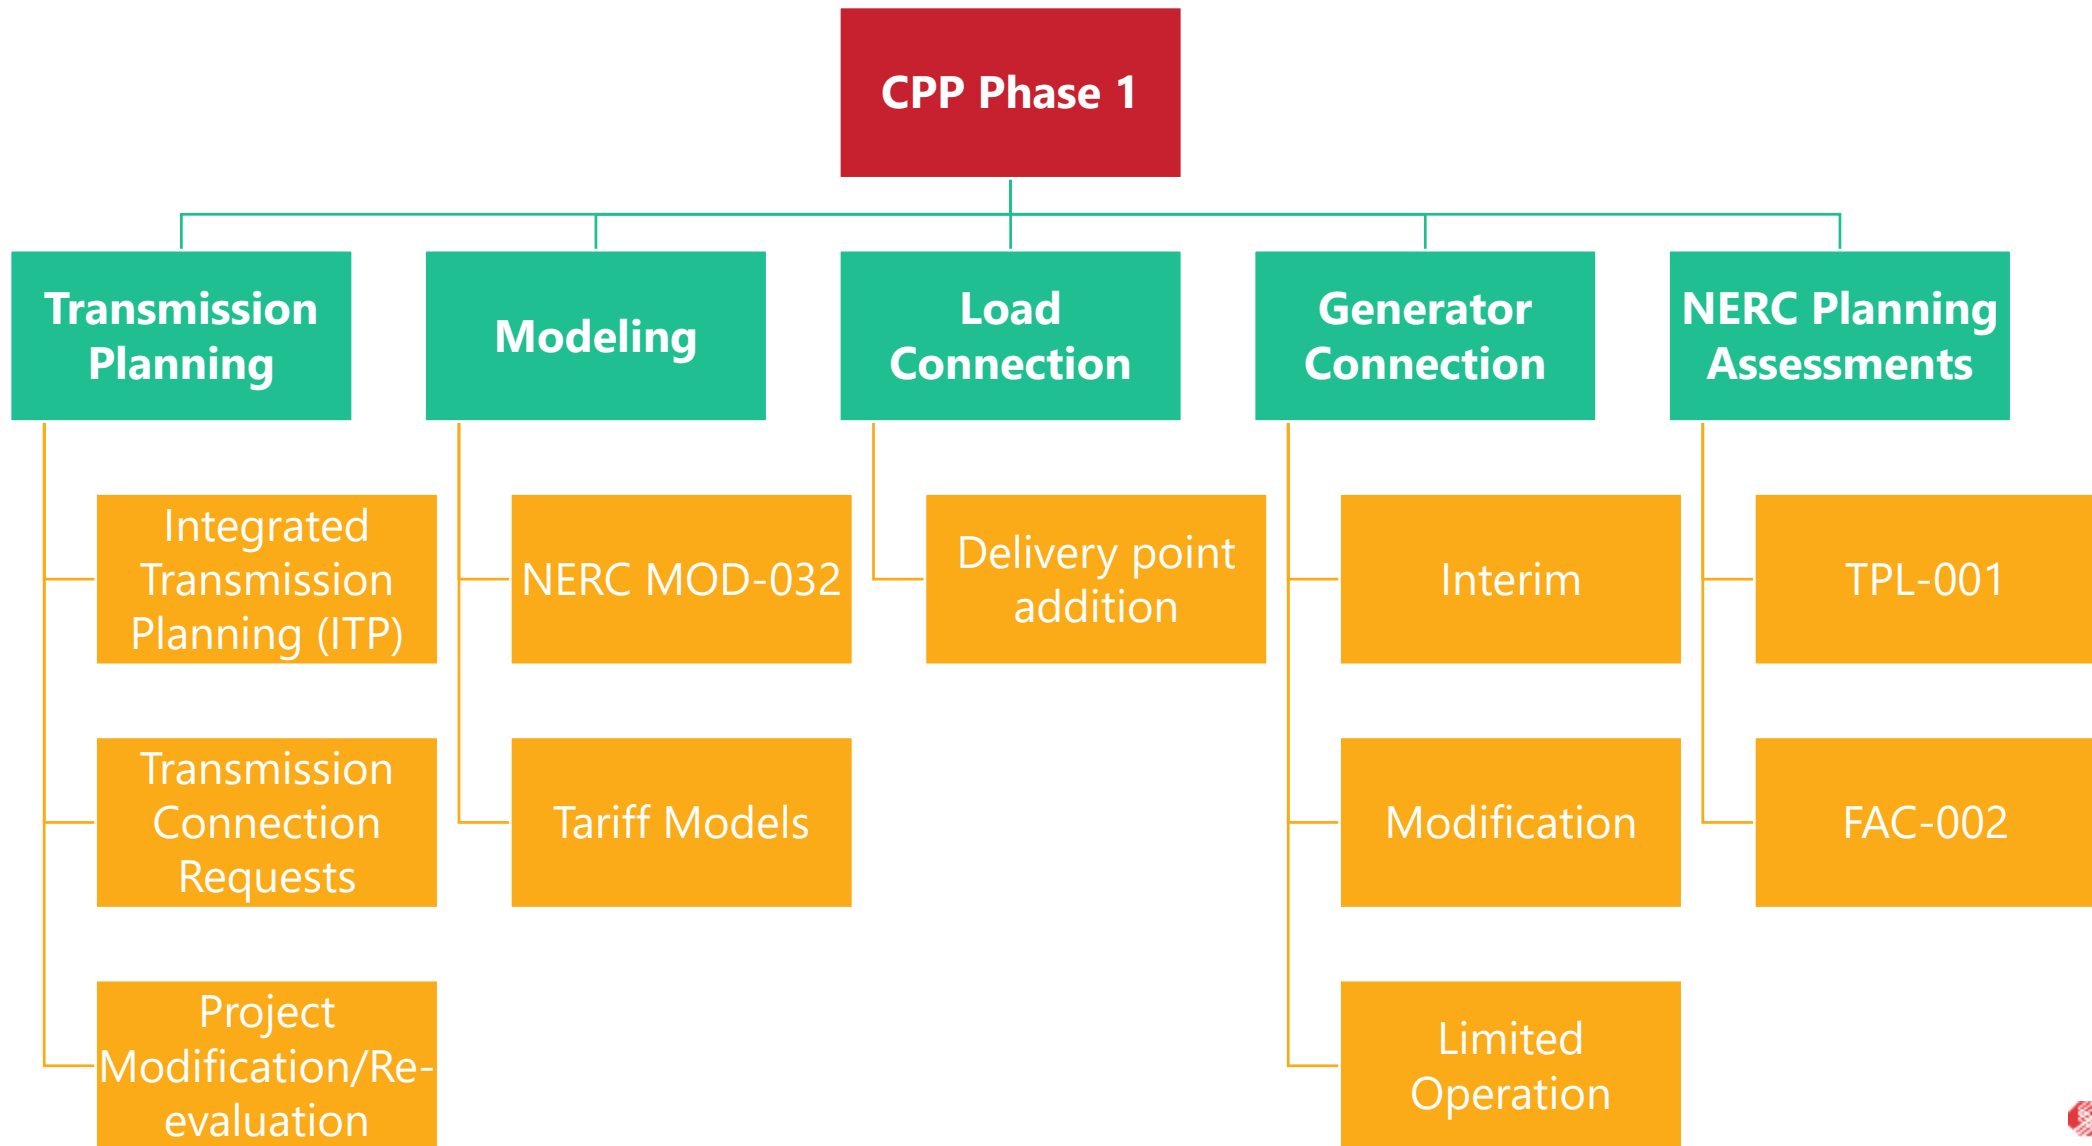 CPP Phase 1
Transmission
Planning
Modeling
Load
Connection
Generator
Connection
NERC Planning
Assessments
Integrated
Transmission
Planning (ITP)
Transmission
Connection
Requests
Project
Modification/Re-
evaluation
NERC MOD-032
Tariff Models
Delivery point
addition
Interim
Modification
Limited
Operation
TPL-001
FAC-002